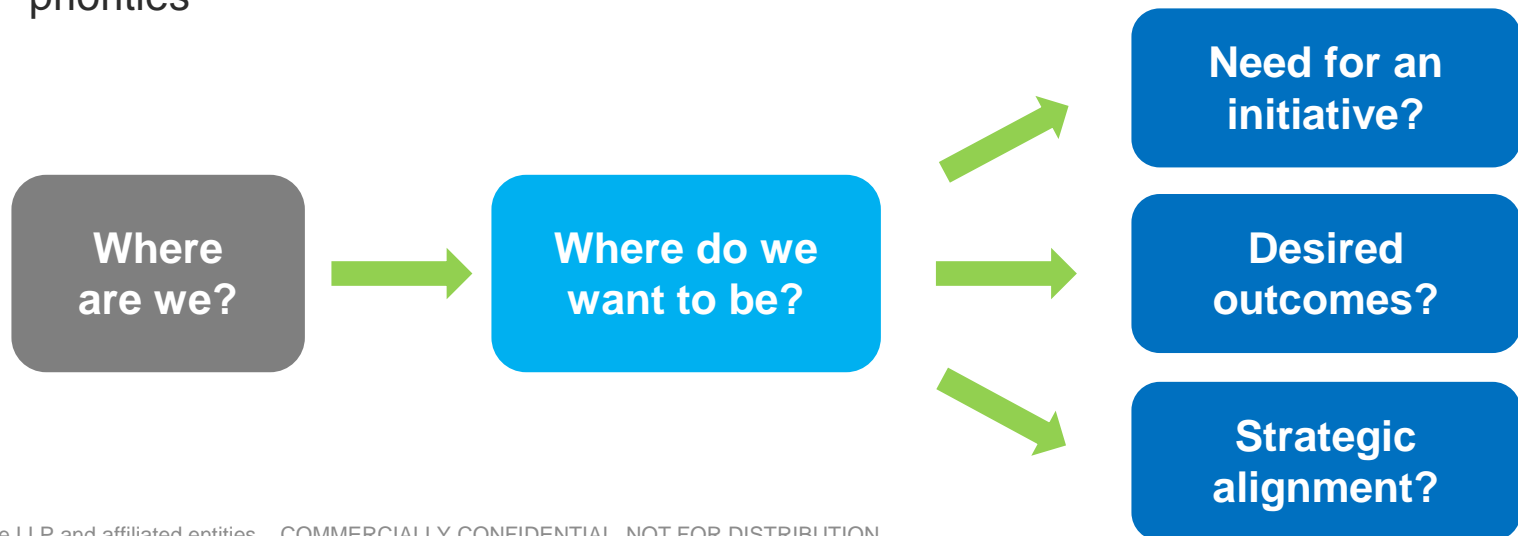 priorities
Where
are we?
Where do we
want to be?
Need for an
initiative?
Desired
outcomes?
Strategic
alignment?
LLP and affiliated entities COMMERCIALLY CONFIDENTIAL NOT FOR DISTRIBUTION